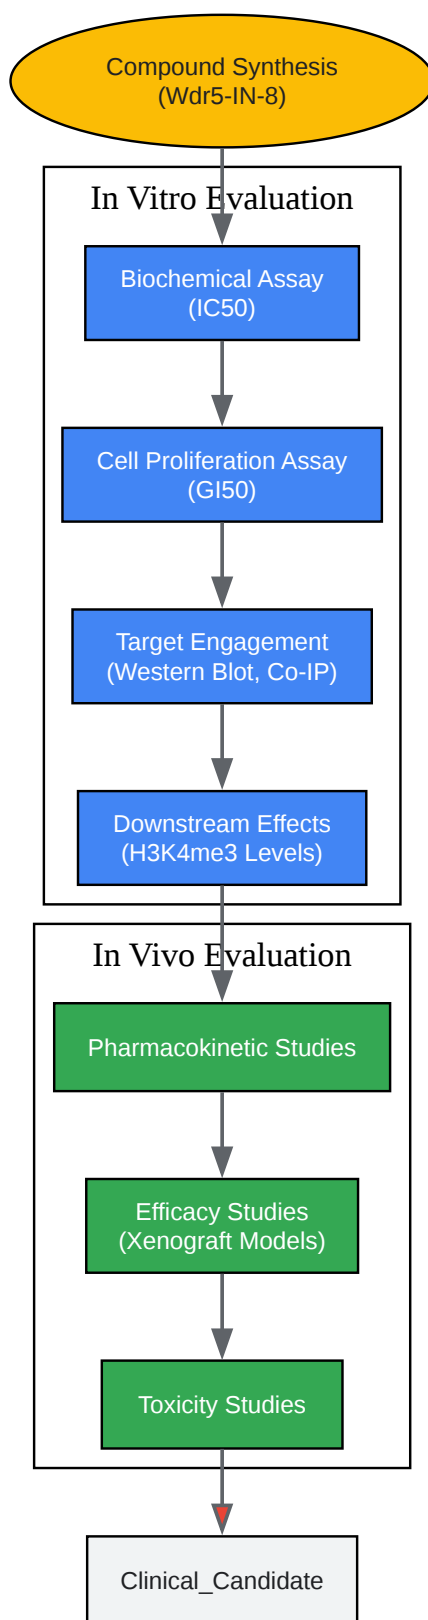 Compound Synthesis
(Wdr5-IN-8)
In Vitro Evaluation
Biochemical Assay
(IC50)
Cell Proliferation Assay
(GI50)
Target Engagement
(Western Blot, Co-IP)
Downstream Effects
(H3K4me3 Levels)
In Vivo Evaluation
Pharmacokinetic Studies
Efficacy Studies
(Xenograft Models)
Toxicity Studies
Clinical_Candidate